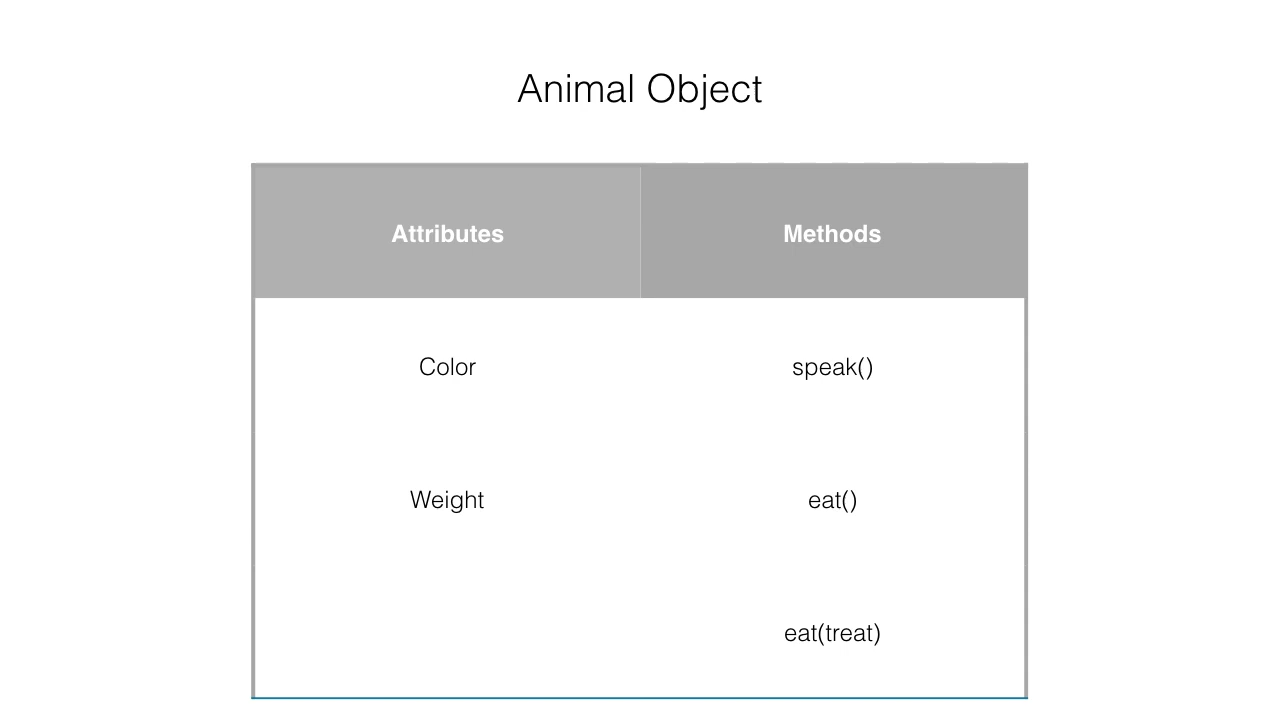 Animal Object
Attributes Methods
Color speak()
Weight eat()
eat(treat)